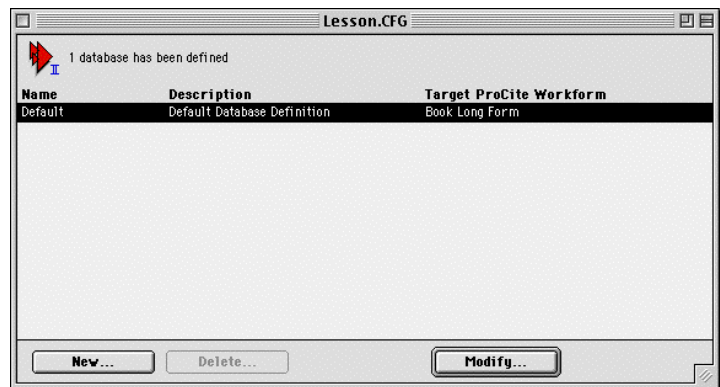 Lesson.CFG
II
1 database has been defined
Name Description Target ProCite Workform
Default Default Database Definition Book Long Form
New... Delete... Modify...